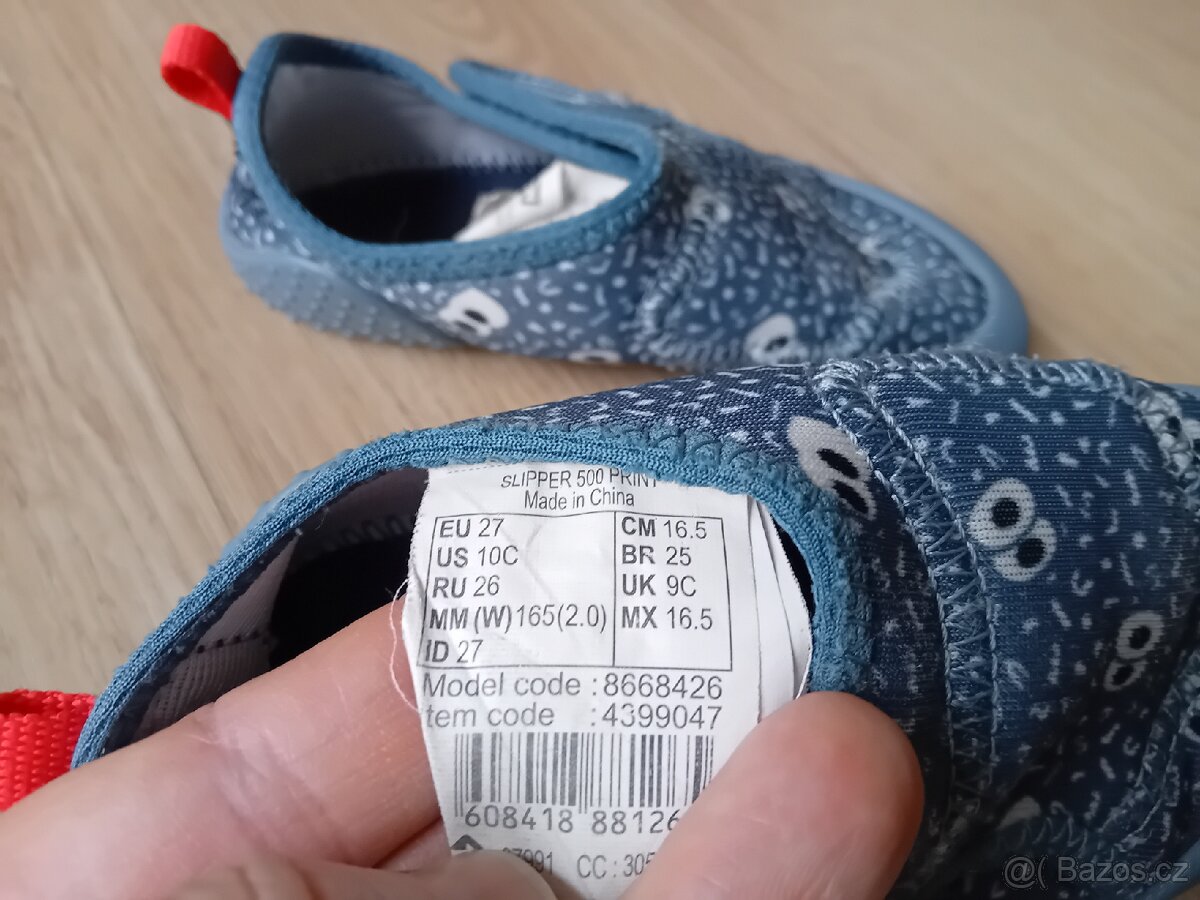 SLIPPER 500 PRINT
Made in China
EU 27 CM 16.5
US 10C BR 25
RU 26 UK 9C
MM (W)165(2.0) MX 16.5
ID 27
Model code :8668426
tem code :4399047
608418 88126
CC : 305
@( Bazos.cz